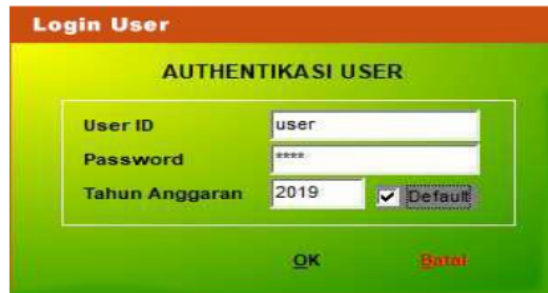 Login User
AUTHENTIKASI USER
User ID user
Password ****
Tahun Anggaran 2019 Default
OK Batal